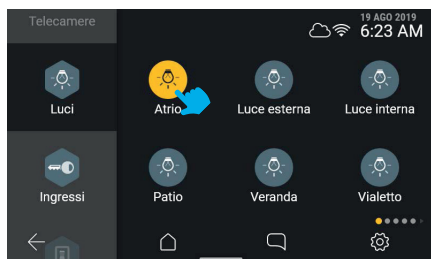 Telecamere
19 AGO 2019
6:23 AM
Luci
Atrio
Luce esterna
Luce interna
Ingressi
Patio
Veranda
Vialetto